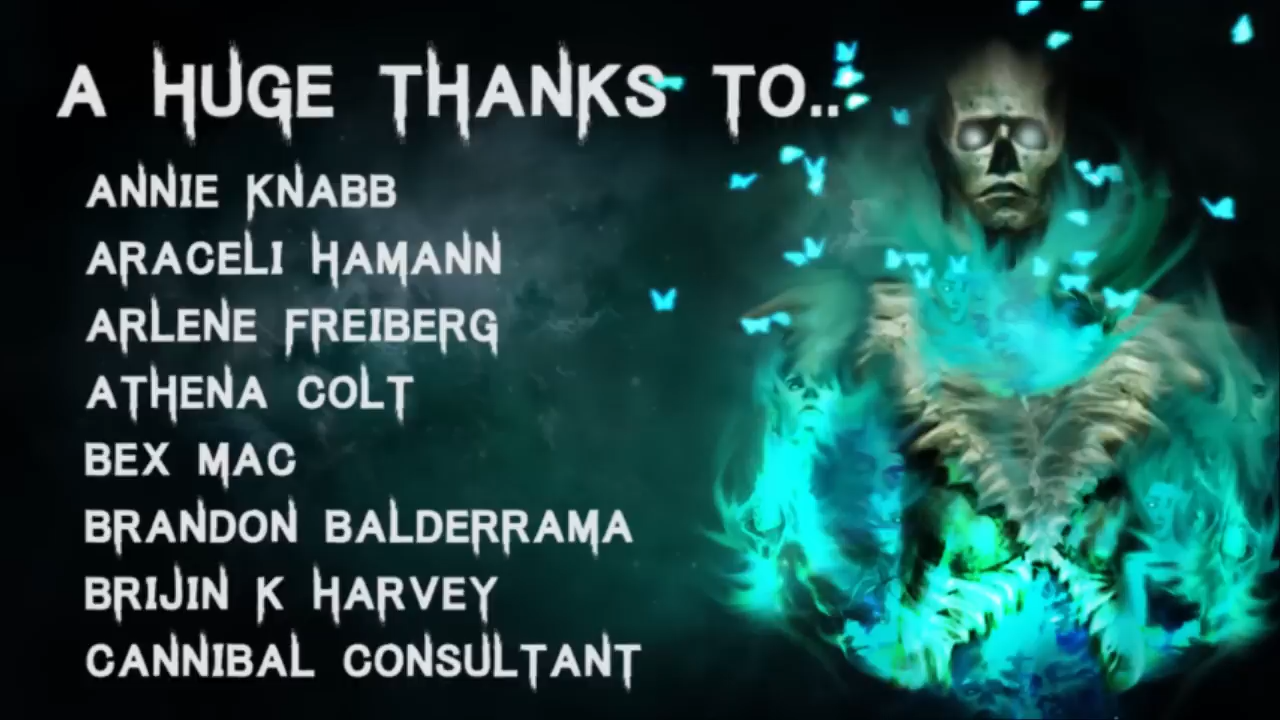 A HUGE THANKS TO..
ANNIE KNABB
ARACELI HAMANN
ARLENE FREIBERG
ATHENA COLT
BEX MAC
BRANDON BALDERRAMA
BRIJIN K HARVEY
CANNIBAL CONSULTANT